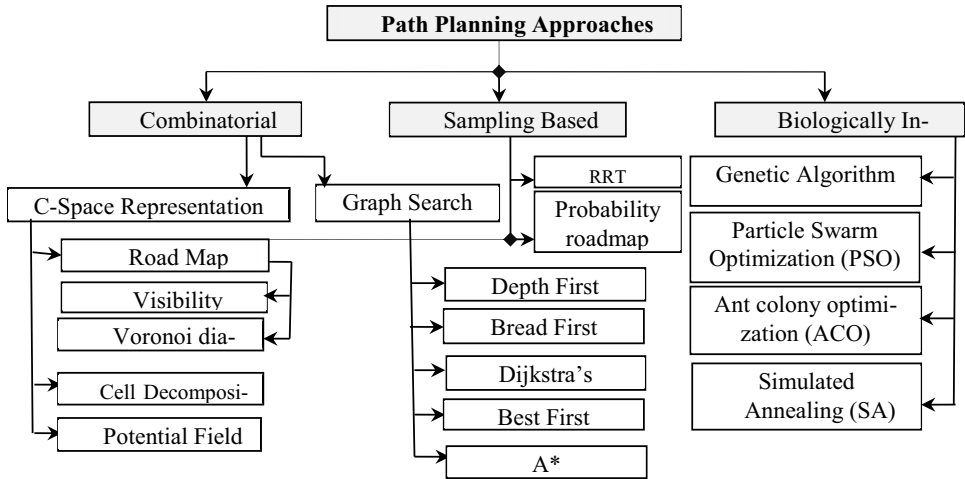 Path Planning Approaches
Combinatorial
Sampling Based
Biologically In-
C-Space Representation
Graph Search
RRT
Probability
roadmap
Genetic Algorithm
Road Map
Visibility
Voronoi dia-
Cell Decomposi-
Potential Field
Depth First
Bread First
Dijkstra’s
Best First
A*
Particle Swarm
Optimization (PSO)
Ant colony optimi-
zation (ACO)
Simulated
Annealing (SA)